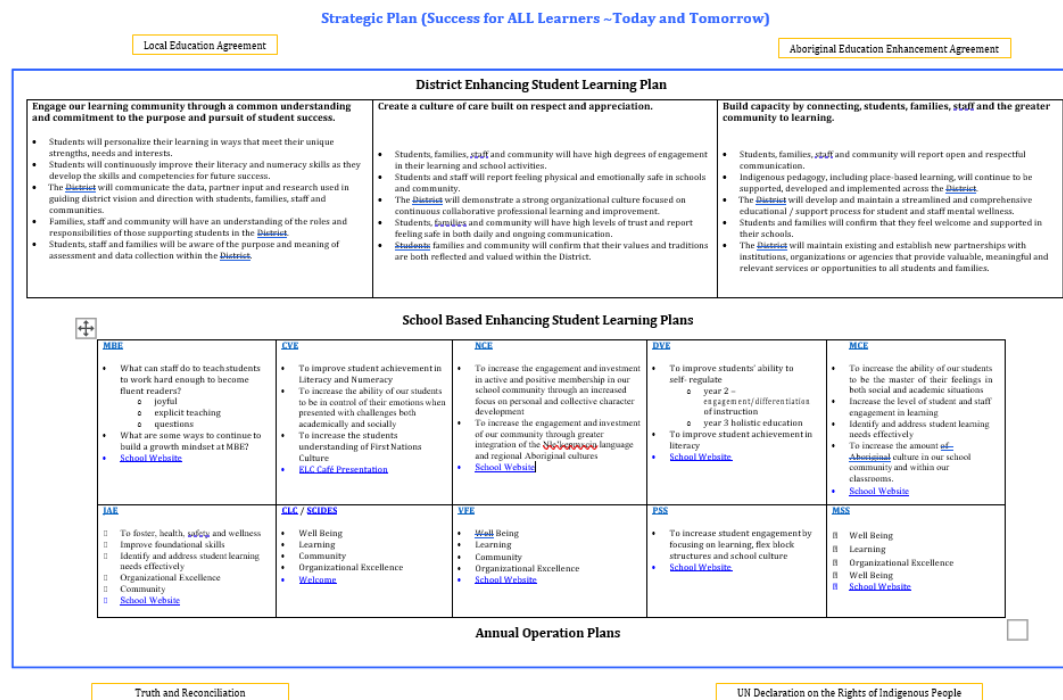 Strategic Plan (Success for ALL Learners ~Today and Tomorrow)
Local Education Agreement
Aboriginal Education Enhancement Agreement
District Enhancing Student Learning Plan
Engage our learning community through a common understanding
and commitment to the purpose and pursuit of student success.
• Students will personalize their learning in ways that meet their unique
strengths, needs and interests.
• Students will continuously improve their literacy and numeracy skills as they
develop the skills and competencies for future success.
• The District will communicate the data, partner input and research used in
guiding district vision and direction with students, families, staff and
communities.
• Families, staff and community will have an understanding of the roles and
responsibilities of those supporting students in the District.
• Students, staff and families will be aware of the purpose and meaning of
assessment and data collection within the District.
Create a culture of care built on respect and appreciation.
• Students, families, staff and community will have high degrees of engagement
in their learning and school activities.
• Students and staff will report feeling physical and emotionally safe in schools
and community.
• The District will demonstrate a strong organizational culture focused on
continuous collaborative professional learning and improvement.
• Students, families and community will have high levels of trust and report
feeling safe in both daily and ongoing communication.
• Students families and community will confirm that their values and traditions
are both reflected and valued within the District.
Build capacity by connecting, students, families, staff and the greater
community to learning.
• Students, families, staff and community will report open and respectful
communication.
• Indigenous pedagogy, including place-based learning, will continue to be
supported, developed and implemented across the District.
• The District will develop and maintain a streamlined and comprehensive
educational / support process for student and staff mental wellness.
• Students and families will confirm that they feel welcome and supported in
their schools.
• The District will maintain existing and establish new partnerships with
institutions, organizations or agencies that provide valuable, meaningful and
relevant services or opportunities to all students and families.
School Based Enhancing Student Learning Plans
MBE
• What can staff do to teach students
to work hard enough to become
fluent readers?
o joyful
o explicit teaching
o questions
• What are some ways to continue to
build a growth mindset at MBE?
• School Website
CVE
• To improve student achievement in
Literacy and Numeracy
• To increase the ability of our students
to be in control of their emotions when
presented with challenges both
academically and socially
• To increase the students
understanding of First Nations
Culture
• ELC Café Presentation
NCE
• To increase the engagement and investment
in active and positive membership in our
school community through an increased
focus on personal and collective character
development
• To increase the engagement and investment
of our community through greater
integration of the language
and regional Aboriginal cultures
• School Website
DVE
• To improve students' ability to
self- regulate
o year 2 –
engagement/differentiation
of instruction
o year 3 holistic education
• To improve student achievement in
literacy
• School Website
MCE
• To increase the ability of our students
to be the master of their feelings in
both social and academic situations
• Increase the level of student and staff
engagement in learning
• Identify and address student learning
needs effectively
• To increase the amount of
Aboriginal culture in our school
community and within our
classrooms.
• School Website
JAE
To foster, health, safety and wellness
Improve foundational skills
Identify and address student learning
needs effectively
Organizational Excellence
Community
School Website
CLC / SCIDES
• Well Being
• Learning
• Community
• Organizational Excellence
• Welcome
VFE
• Well Being
• Learning
• Community
• Organizational Excellence
• School Website
PSS
• To increase student engagement by
focusing on learning, flex block
structures and school culture
• School Website
MSS
Well Being
Learning
Organizational Excellence
Well Being
School Website
Annual Operation Plans
Truth and Reconciliation
UN Declaration on the Rights of Indigenous People